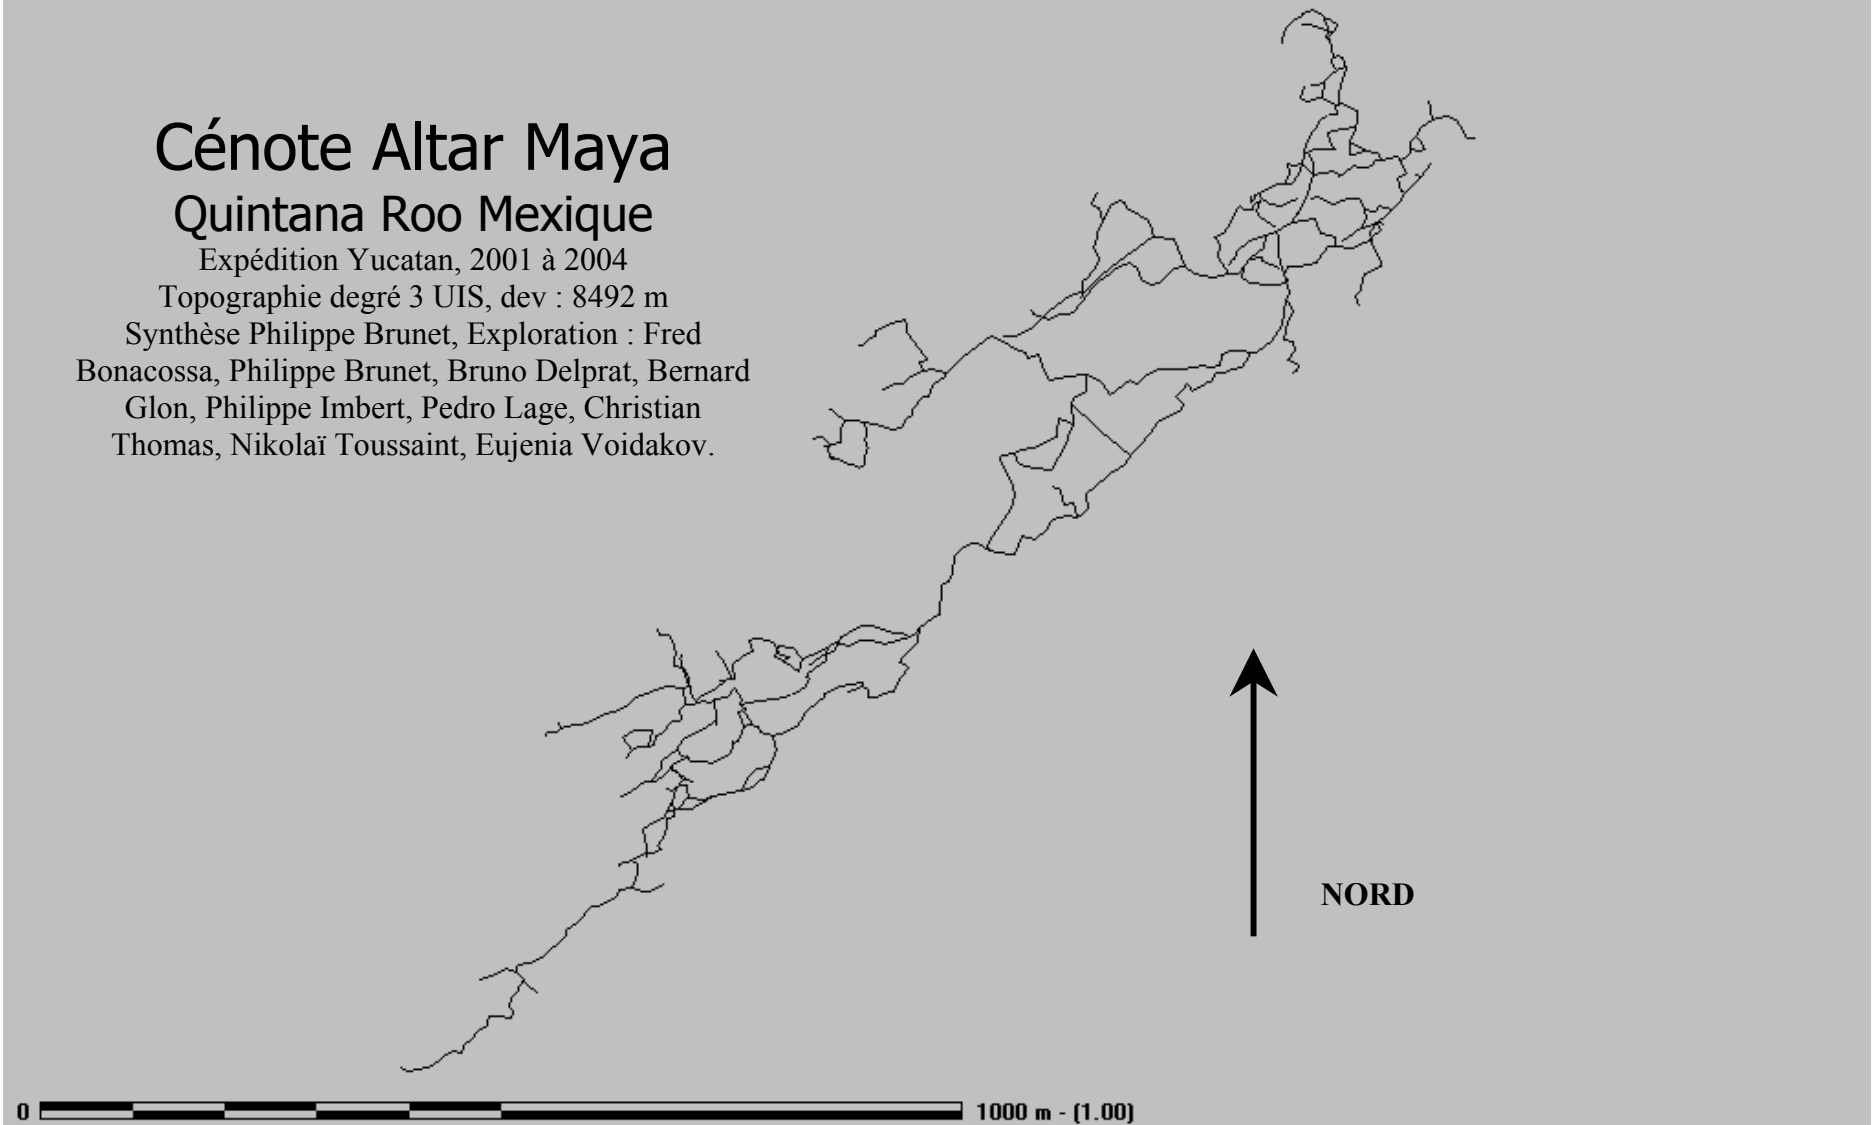 Cénote Altar Maya
Quintana Roo Mexique
Expédition Yucatan, 2001 à 2004
Topographie degré 3 UIS, dev : 8492 m
Synthèse Philippe Brunet, Exploration : Fred
Bonacossa, Philippe Brunet, Bruno Delprat, Bernard
Glon, Philippe Imbert, Pedro Lage, Christian
Thomas, Nikolaï Toussaint, Eujenia Voidakov.
NORD
0 1000 m - (1.00)